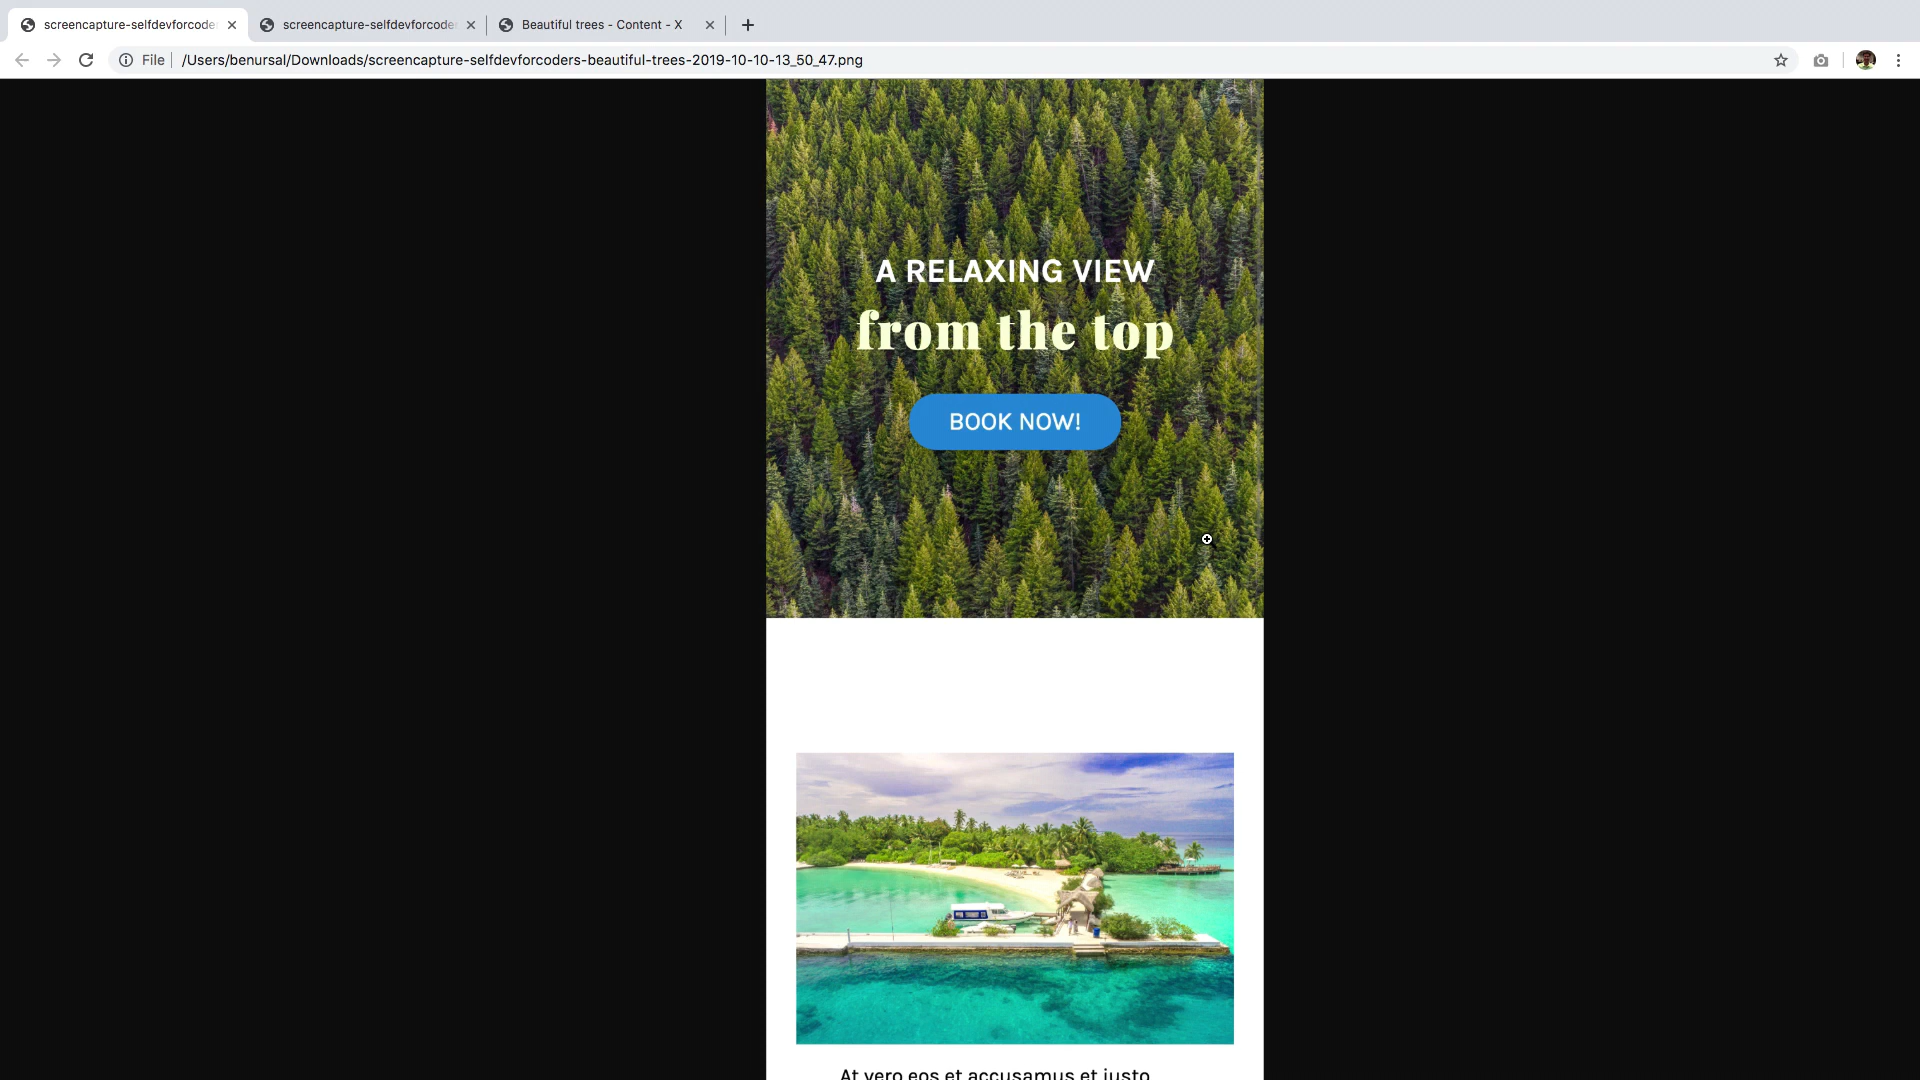 screencapture-selfdevforcode
screencapture-selfdevforcode
Beautiful trees - Content - X
File
/Users/benursal/Downloads/screencapture-selfdevforcoders-beautiful-trees-2019-10-10-13_50_47.png
A RELAXING VIEW
from the top
BOOK NOW!
At vero eos et accusamus et iusto